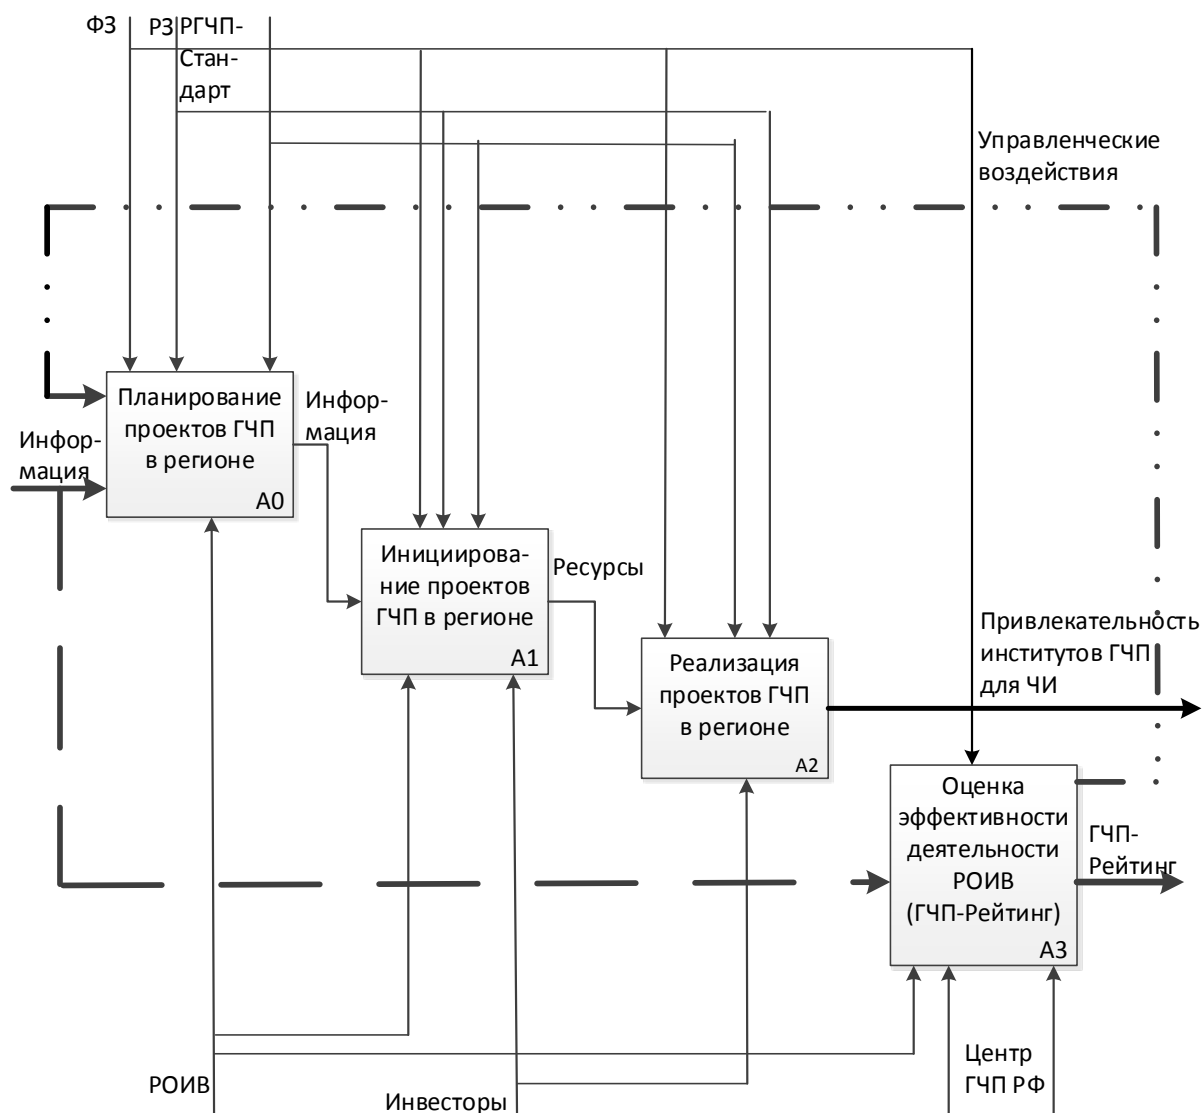 ФЗ
РЗ
РГЧП-
Стан-
дарт
Управленческие
воздействия
Планирование
проектов ГЧП
в регионе
А0
Инфор-
мация
Инфор-
мация
Иницииров­а-
ние проектов
ГЧП в регионе
А1
Ресурсы
Реализация
проектов ГЧП
в регионе
А2
Привлекательность
институтов ГЧП
для ЧИ
Оценка
эффективности
деятельности
РОИВ
(ГЧП-Рейтинг)
А3
ГЧП-
Рейтинг
РОИВ
Инвесторы
Центр
ГЧП РФ